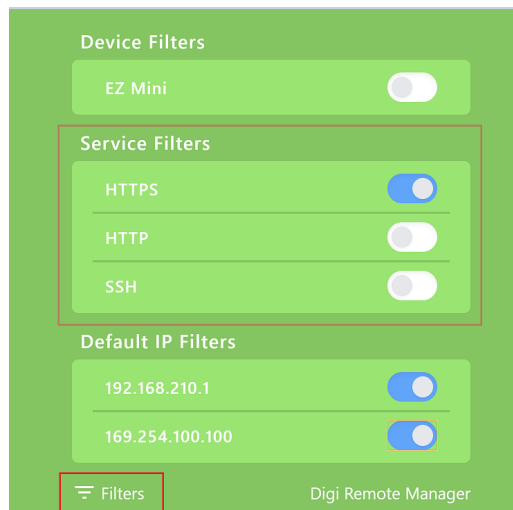 Device Filters
EZ Mini
Service Filters
HTTPS
HTTP
SSH
Default IP Filters
192.168.210.1
169.254.100.100
Filters Digi Remote Manager